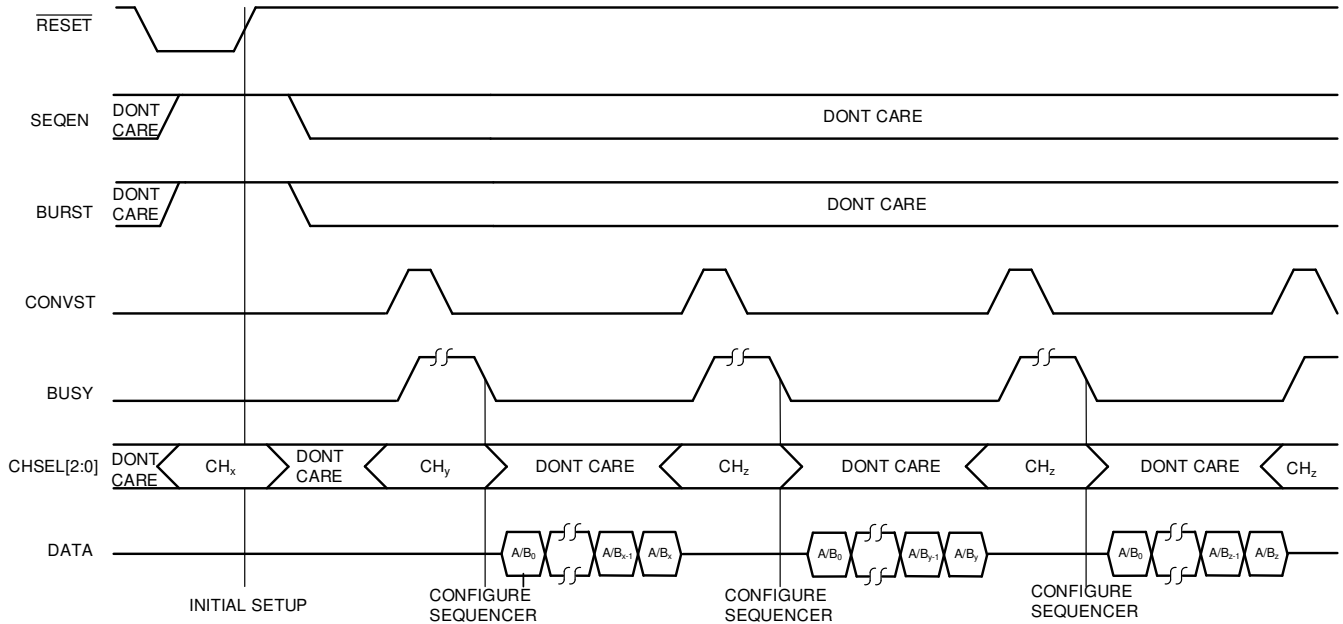 RESET
DONT
CARE
SEQEN
DONT CARE
DONT
CARE
BURST
DONT CARE
CONVST
BUSY
CHSEL[2:0]
DONT
CARE
CHx
DONT
CARE
CHy
DONT CARE
CHz
DONT CARE
CHz
DONT CARE
CHz
DATA
A/B0
A/Bx-1
A/Bx
A/B0
A/By-1
A/By
A/B0
A/Bz-1
A/Bz
INITIAL SETUP
CONFIGURE
SEQUENCER
CONFIGURE
SEQUENCER
CONFIGURE
SEQUENCER